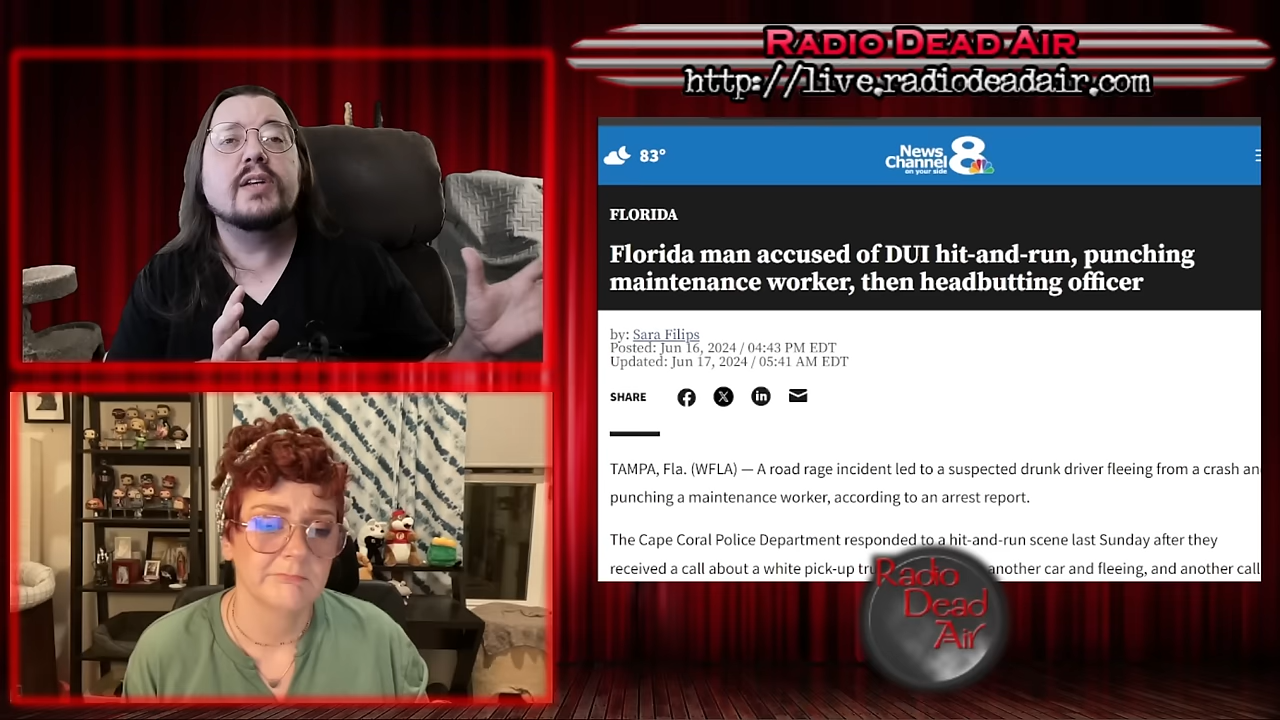 Radio Dead Air
http://live.radiodeadair.com
83°
News
Channel 8
on your side
FLORIDA
Florida man accused of DUI hit-and-run, punching
maintenance worker, then headbutting officer
by: Sara Filips
Posted: Jun 16, 2024 / 04:43 PM EDT
Updated: Jun 17, 2024 / 05:41 AM EDT
SHARE
TAMPA, Fla. (WFLA) — A road rage incident led to a suspected drunk driver fleeing from a crash an
punching a maintenance worker, according to an arrest report.
The Cape Coral Police Department responded to a hit-and-run scene last Sunday after they
received a call about a white pick-up tr another car and fleeing, and another call
Radio
Dead
Air